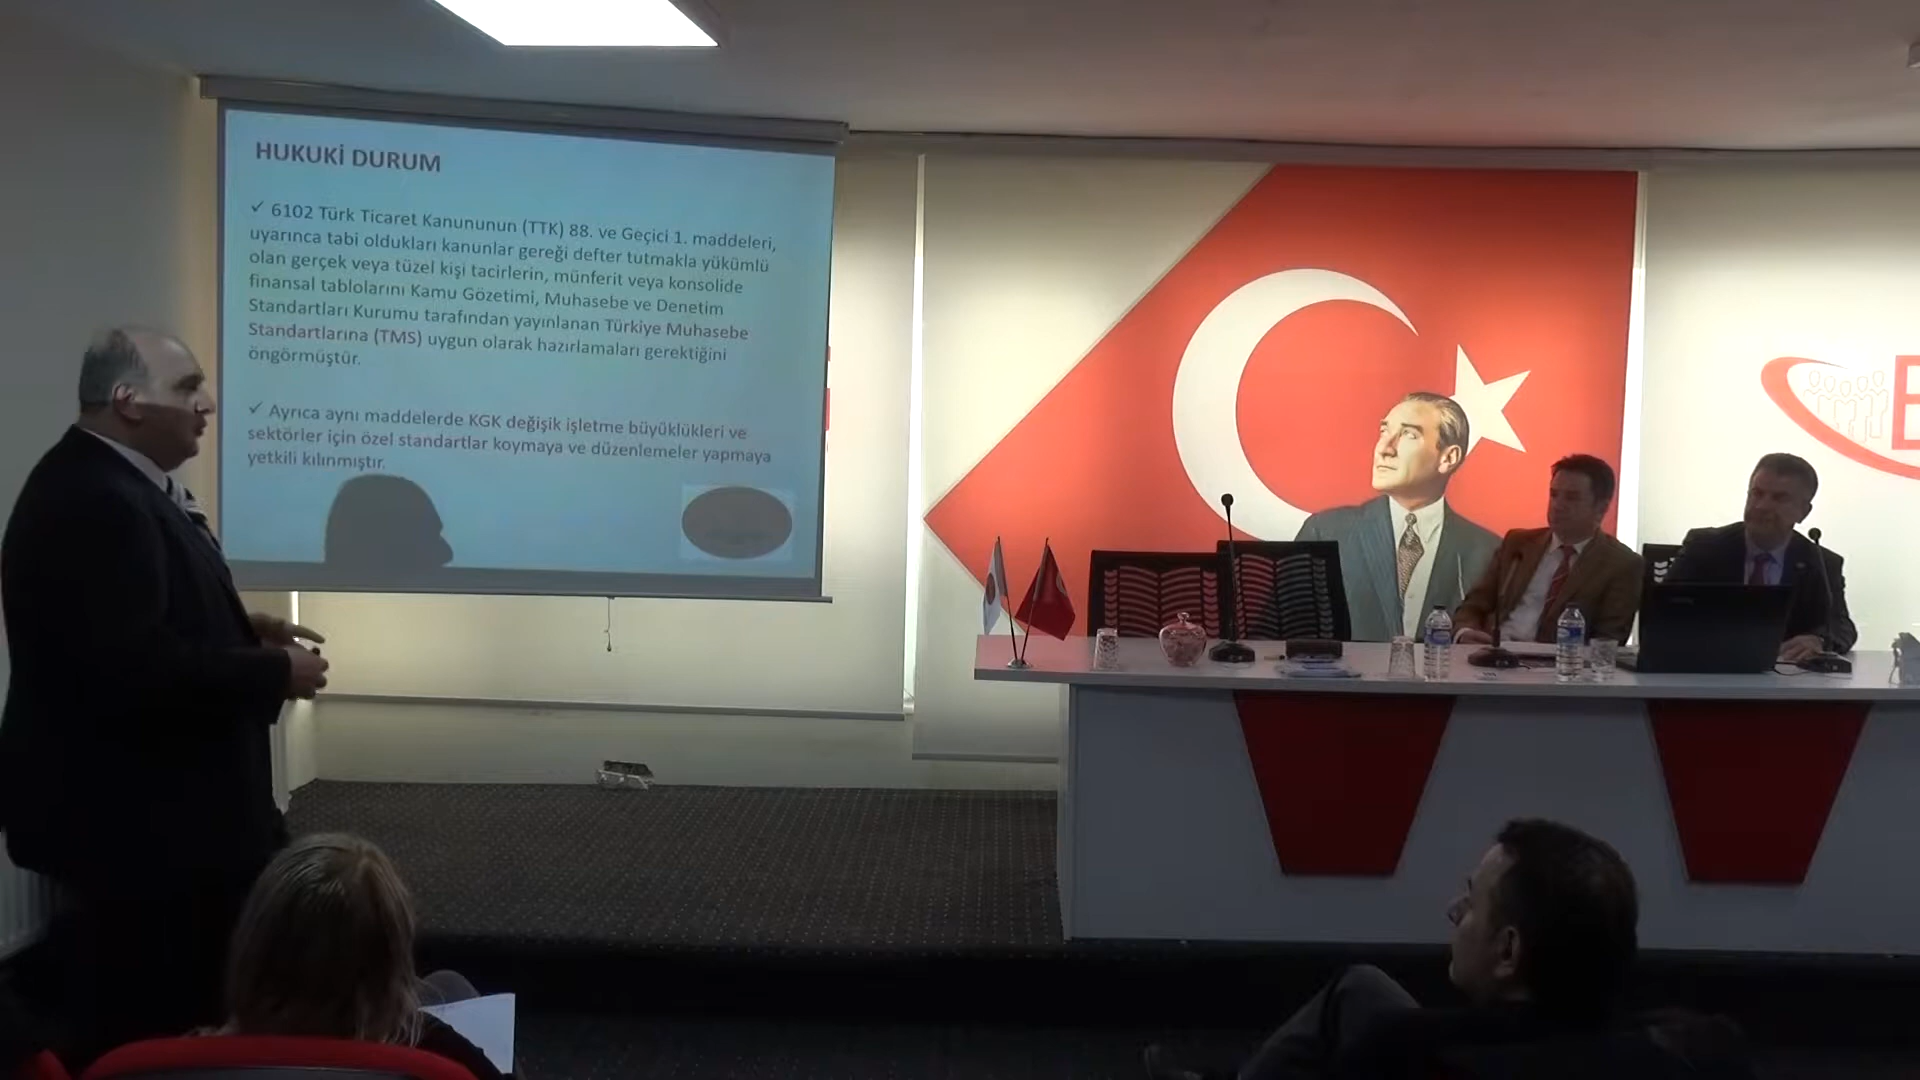 HUKUKİ DURUM
✓ 6102 Türk Ticaret Kanununun (TTK) 88. ve Geçici 1. maddeleri,
uyarınca tabi oldukları kanunlar gereği defter tutmakla yükümlü
olan gerçek veya tüzel kişi tacirlerin, münferit veya konsolide
finansal tablolarını Kamu Gözetimi, Muhasebe ve Denetim
Standartları Kurumu tarafından yayınlanan Türkiye Muhasebe
Standartlarına (TMS) uygun olarak hazırlamaları gerektiğini
öngörmüştür.
✓ Ayrıca aynı maddelerde KGK değişik işletme büyüklükleri ve
sektörler için özel standartlar koymaya ve düzenlemeler yapmaya
yetkili kılınmıştır.